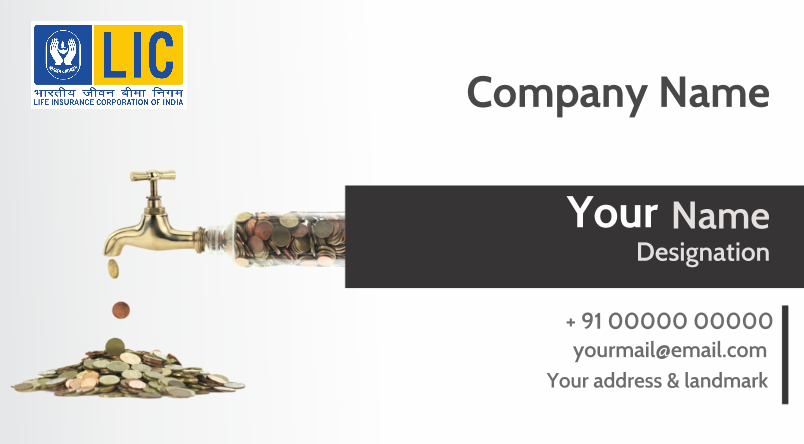 LIC
भारतीय जीवन बीमा निगम
LIFE INSURANCE CORPORATION OF INDIA
Company Name
Your Name
Designation
+ 91 00000 00000
yourmail@email.com
Your address & landmark